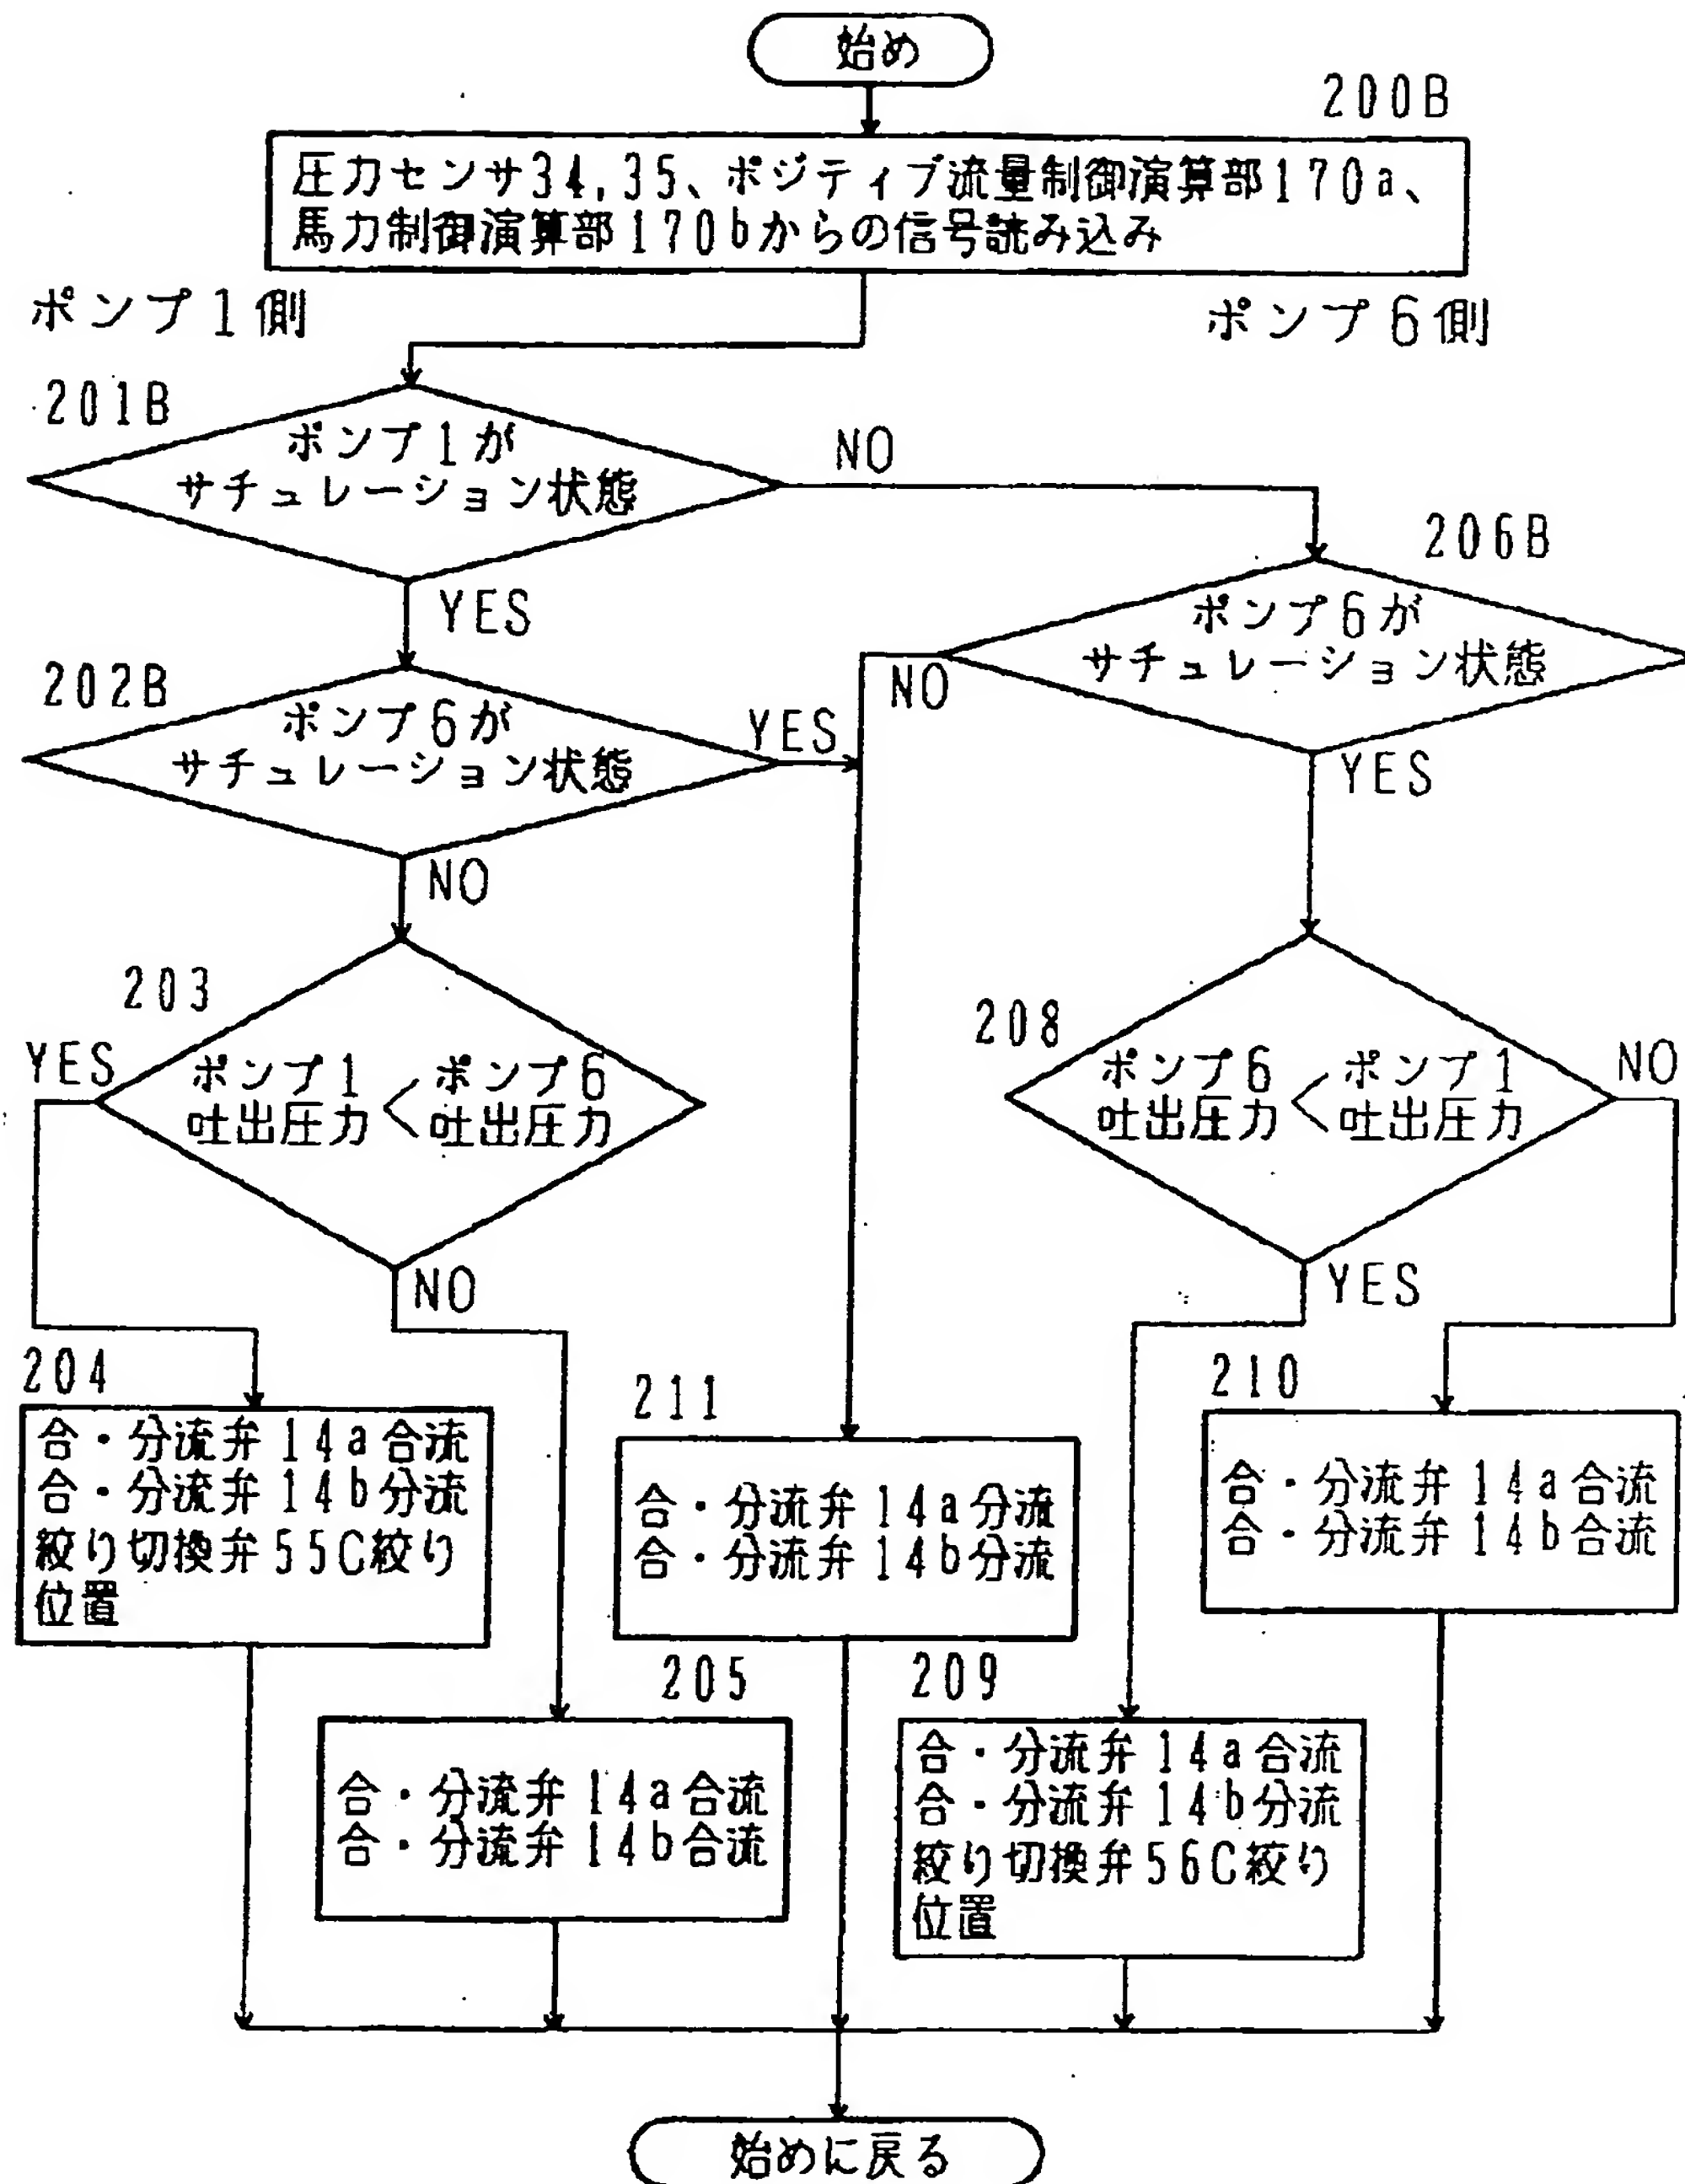 始め
200B
圧力センサ34,35、ポジティブ流量制御演算部170a、
馬力制御演算部170bからの信号読み込み
ポンプ1側
ポンプ6側
201B
ポンプ1が
サチュレーション状態
NO
YES
206B
ポンプ6が
サチュレーション状態
NO
YES
202B
ポンプ6が
サチュレーション状態
YES
NO
203
ポンプ1 < ポンプ6
吐出圧力 吐出圧力
YES
NO
208
ポンプ6 < ポンプ1
吐出圧力 吐出圧力
NO
YES
204
合・分流弁14a合流
合・分流弁14b分流
絞り切換弁55C絞り
位置
211
合・分流弁14a分流
合・分流弁14b分流
210
合・分流弁14a合流
合・分流弁14b合流
205
合・分流弁14a合流
合・分流弁14b合流
209
合・分流弁14a合流
合・分流弁14b分流
絞り切換弁56C絞り
位置
始めに戻る